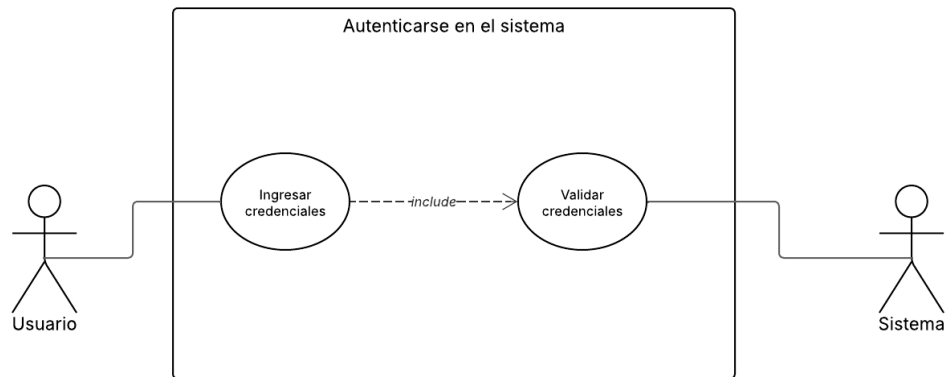 Autenticarse en el sistema
Ingresar
credenciales
include
Validar
credenciales
Usuario
Sistema